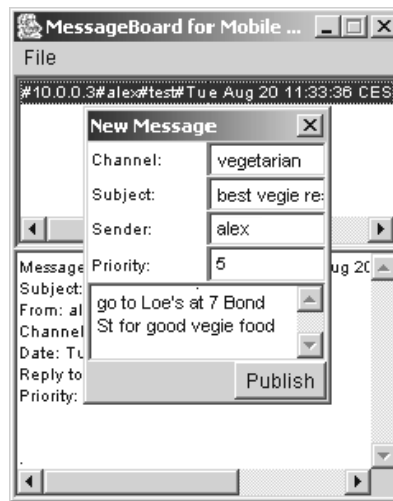 MessageBoard for Mobile ...
File
#10.0.0.3#alex#test#Tue Aug 20 11:33:36 CES
New Message
Channel: vegetarian
Subject: best vegie re
Sender: alex
Priority: 5
go to Loe's at 7 Bond
St for good vegie food
Publish
Message
ug 20
Subject:
From: al
Channel
Date: Tu
Reply to
Priority: